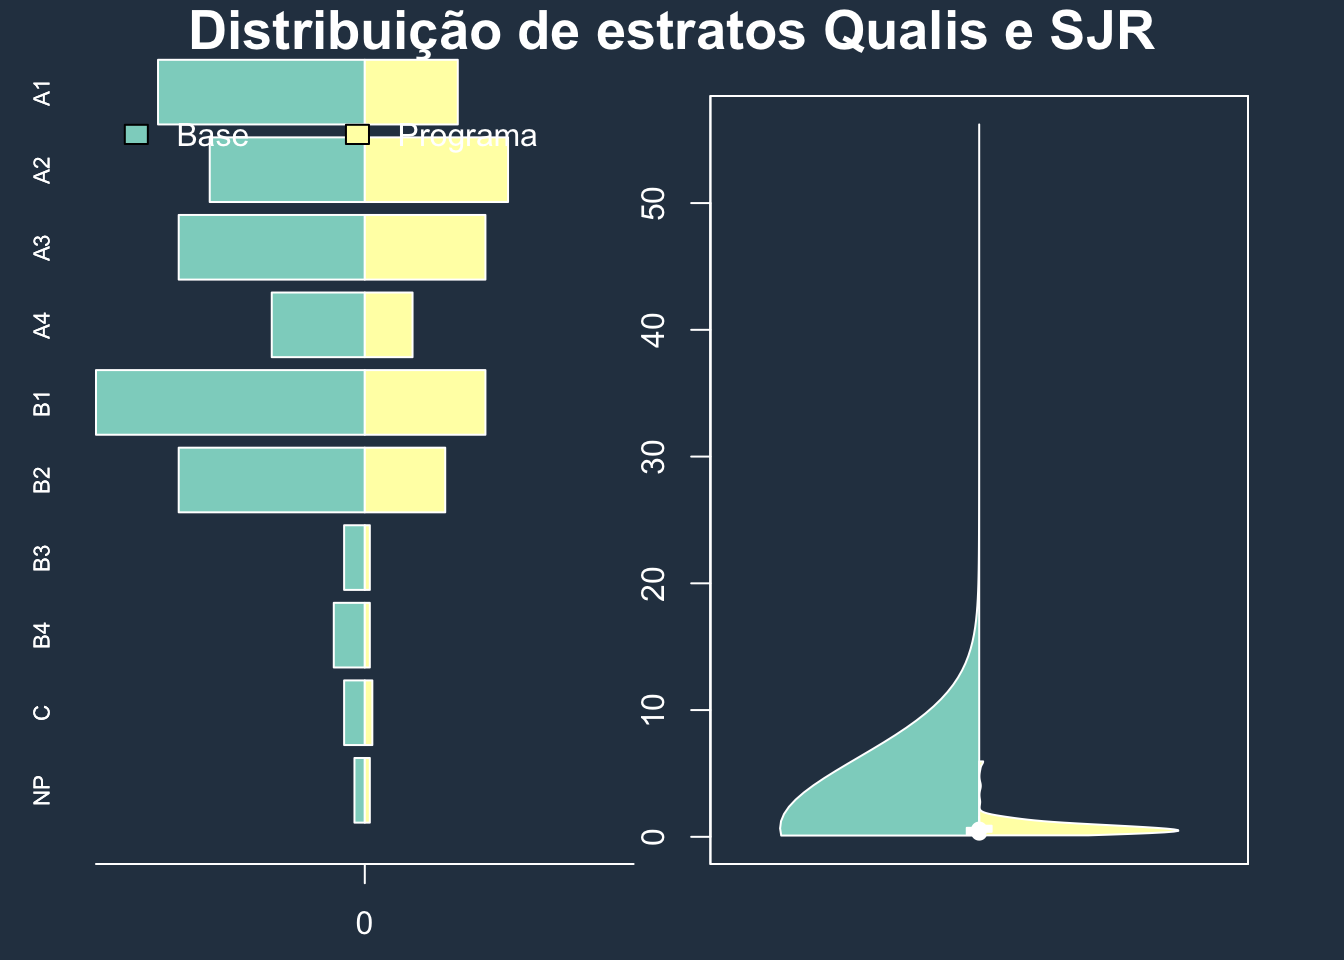 Distribuição de estratos Qualis e SJR
A1
Base Programa
A2
A3
A4
B1
B2
B3
B4
C
NP
0
50
40
30
20
10
0